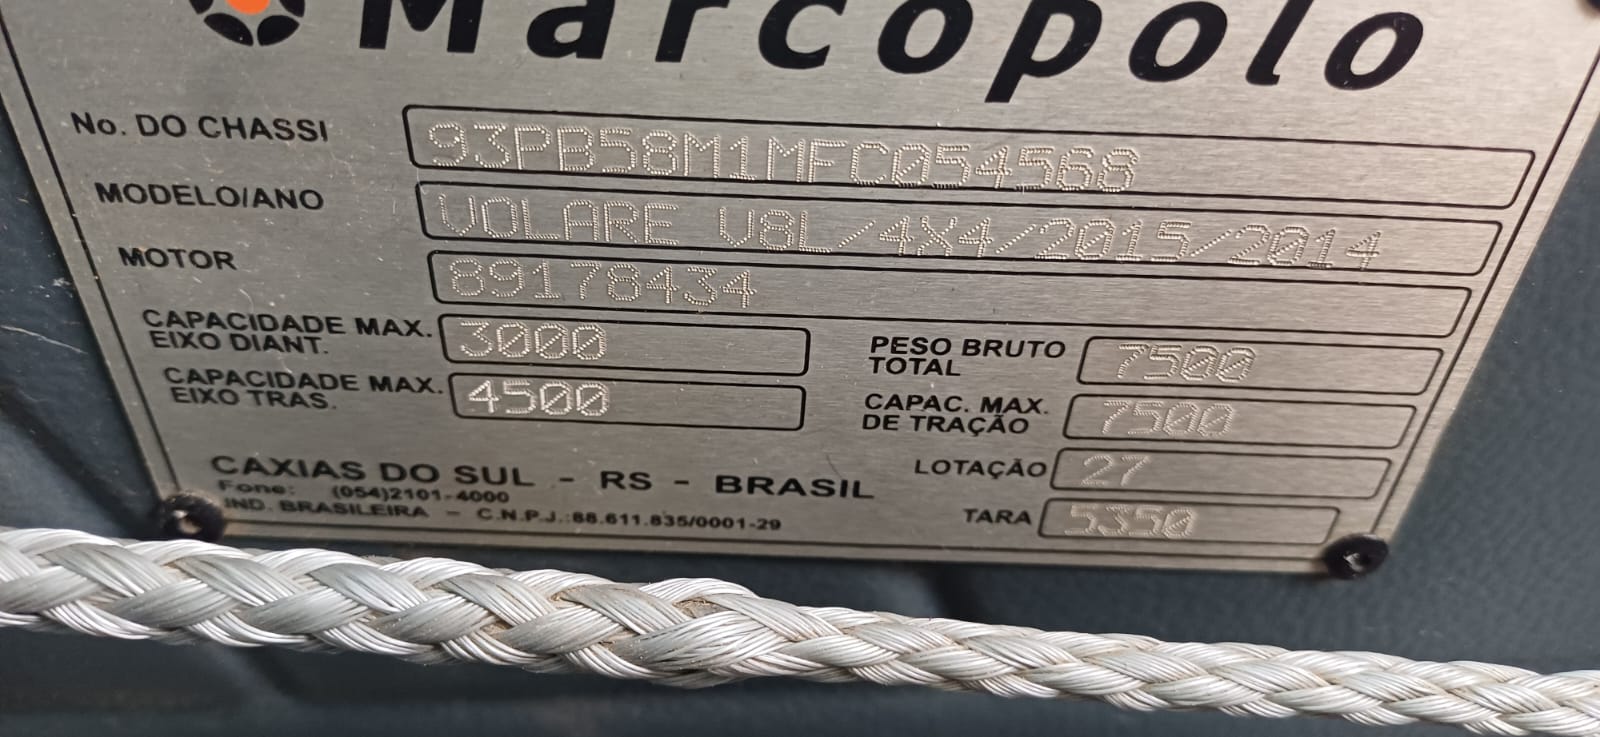 Marcopolo
No. DO CHASSI 93PB58M1MFC054568
MODELO/ANO VOLARE V8L/4X4/2015/2014
MOTOR 89178434
CAPACIDADE MAX. EIXO DIANT. 3000
PESO BRUTO TOTAL 7500
CAPACIDADE MAX. EIXO TRAS. 4500
CAPAC. MAX. DE TRAÇÃO 7500
LOTAÇÃO 27
TARA 5350
CAXIAS DO SUL - RS - BRASIL
Fone: (054)2101-4000
IND. BRASILEIRA - C.N.P.J.:88.611.835/0001-29